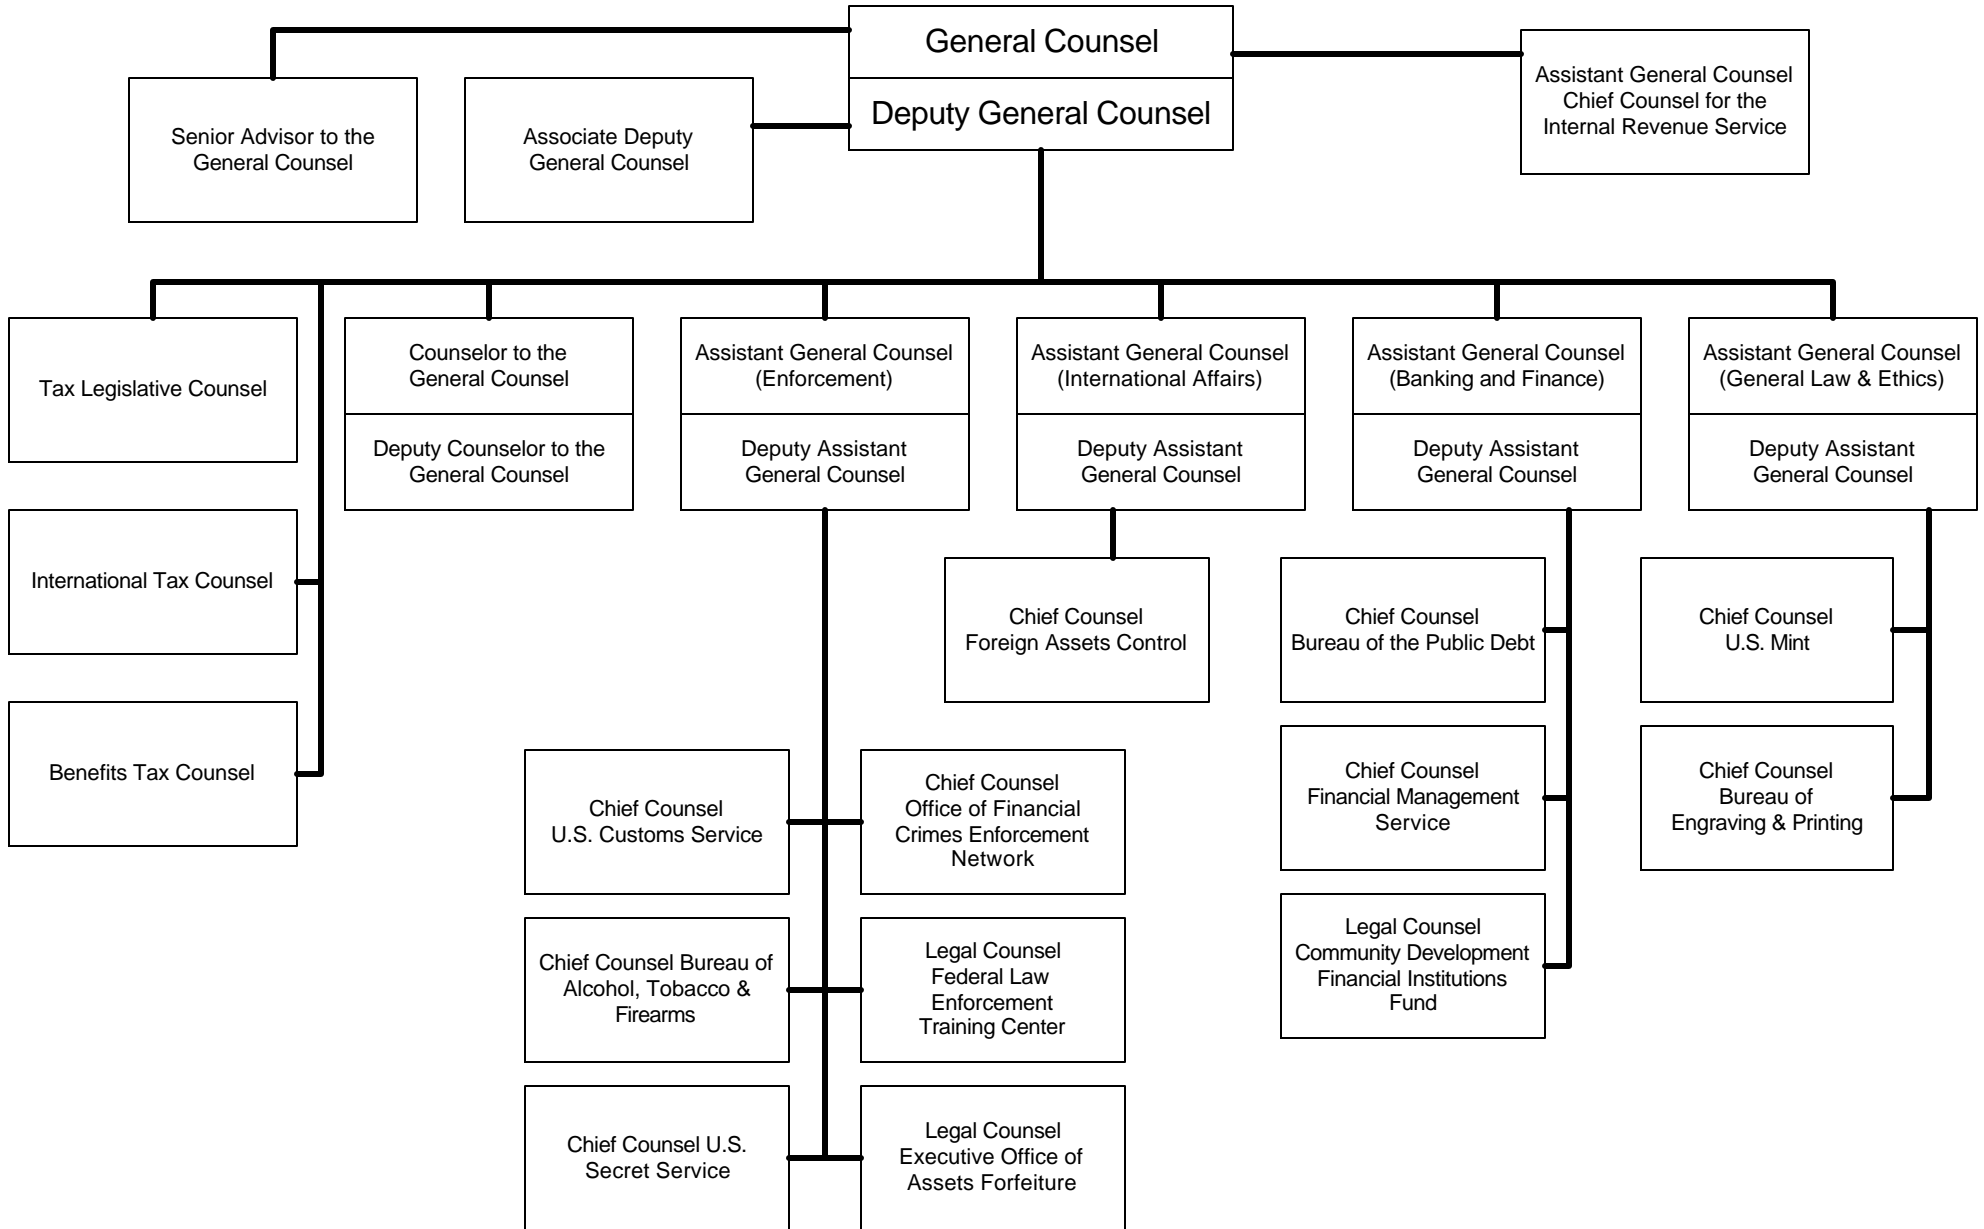 General Counsel
Deputy General Counsel
Senior Advisor to the
General Counsel
Associate Deputy
General Counsel
Assistant General Counsel
Chief Counsel for the
Internal Revenue Service
Tax Legislative Counsel
International Tax Counsel
Benefits Tax Counsel
Counselor to the
General Counsel
Deputy Counselor to the
General Counsel
Assistant General Counsel
(Enforcement)
Deputy Assistant
General Counsel
Chief Counsel
U.S. Customs Service
Chief Counsel
Office of Financial
Crimes Enforcement
Network
Chief Counsel Bureau of
Alcohol, Tobacco &
Firearms
Legal Counsel
Federal Law
Enforcement
Training Center
Chief Counsel U.S.
Secret Service
Legal Counsel
Executive Office of
Assets Forfeiture
Assistant General Counsel
(International Affairs)
Deputy Assistant
General Counsel
Chief Counsel
Foreign Assets Control
Assistant General Counsel
(Banking and Finance)
Deputy Assistant
General Counsel
Chief Counsel
Bureau of the Public Debt
Chief Counsel
Financial Management
Service
Legal Counsel
Community Development
Financial Institutions
Fund
Assistant General Counsel
(General Law & Ethics)
Deputy Assistant
General Counsel
Chief Counsel
U.S. Mint
Chief Counsel
Bureau of
Engraving & Printing